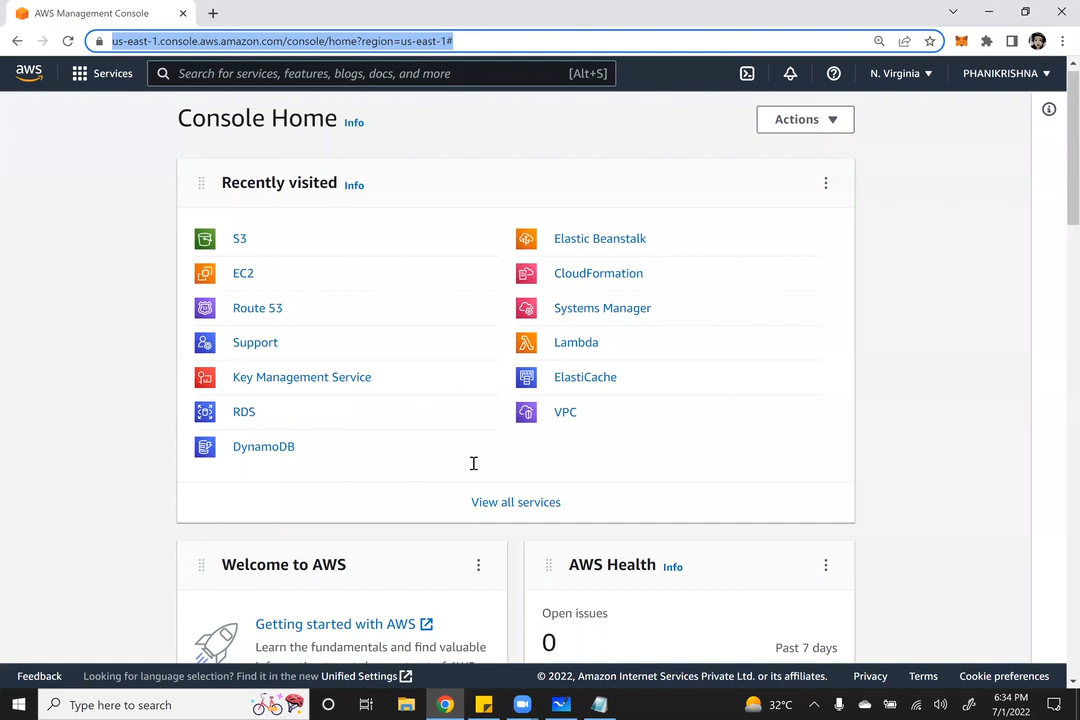 AWS Management Console
us-east-1.console.aws.amazon.com/console/home?region=us-east-1#
aws
Services
Search for services, features, blogs, docs, and more
[Alt+S]
N. Virginia
PHANIKRISHNA
Console Home Info
Actions
Recently visited Info
S3
Elastic Beanstalk
EC2
CloudFormation
Route 53
Systems Manager
Support
Lambda
Key Management Service
ElastiCache
RDS
VPC
DynamoDB
View all services
Welcome to AWS
AWS Health Info
Getting started with AWS
Learn the fundamentals and find valuable
Open issues
0
Past 7 days
Feedback
Looking for language selection? Find it in the new Unified Settings
© 2022, Amazon Internet Services Private Ltd. or its affiliates.
Privacy
Terms
Cookie preferences
Type here to search
32°C
6:34 PM
7/1/2022